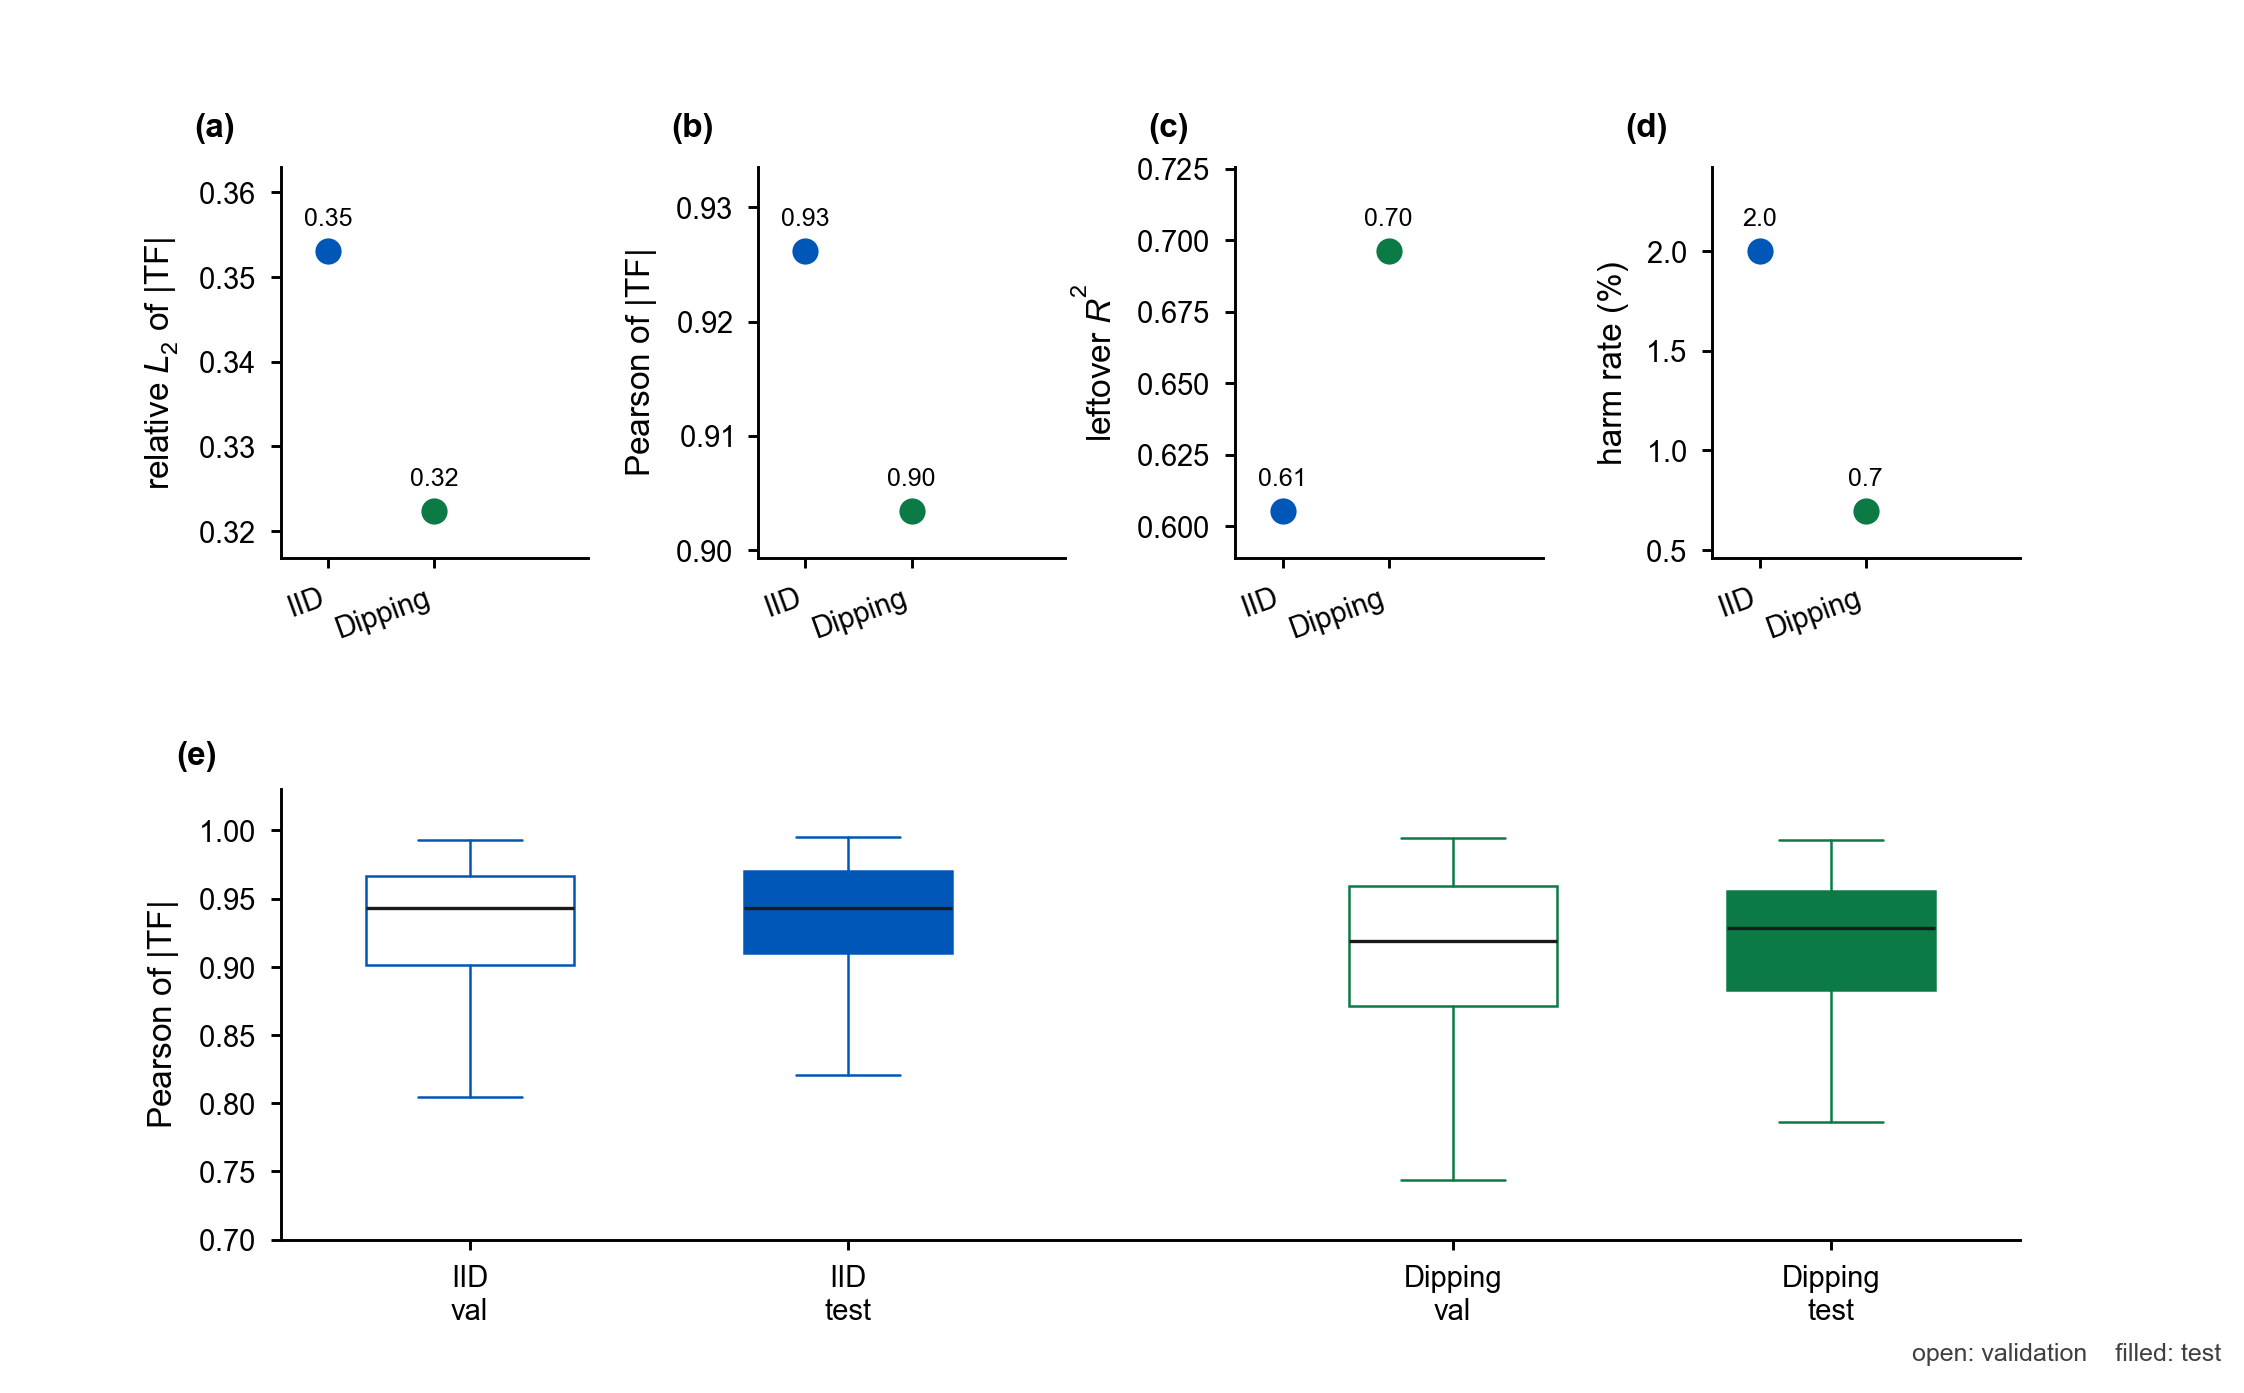 (a)
(b)
(c)
(d)
relative L2 of |TF|
0.36
0.35
0.34
0.33
0.32
0.35
0.32
IID
Dipping
Pearson of |TF|
0.93
0.92
0.91
0.90
0.93
0.90
IID
Dipping
leftover R²
0.725
0.700
0.675
0.650
0.625
0.600
0.61
0.70
IID
Dipping
harm rate (%)
2.0
1.5
1.0
0.5
2.0
0.7
IID
Dipping
(e)
Pearson of |TF|
1.00
0.95
0.90
0.85
0.80
0.75
0.70
IID
val
IID
test
Dipping
val
Dipping
test
open: validation filled: test